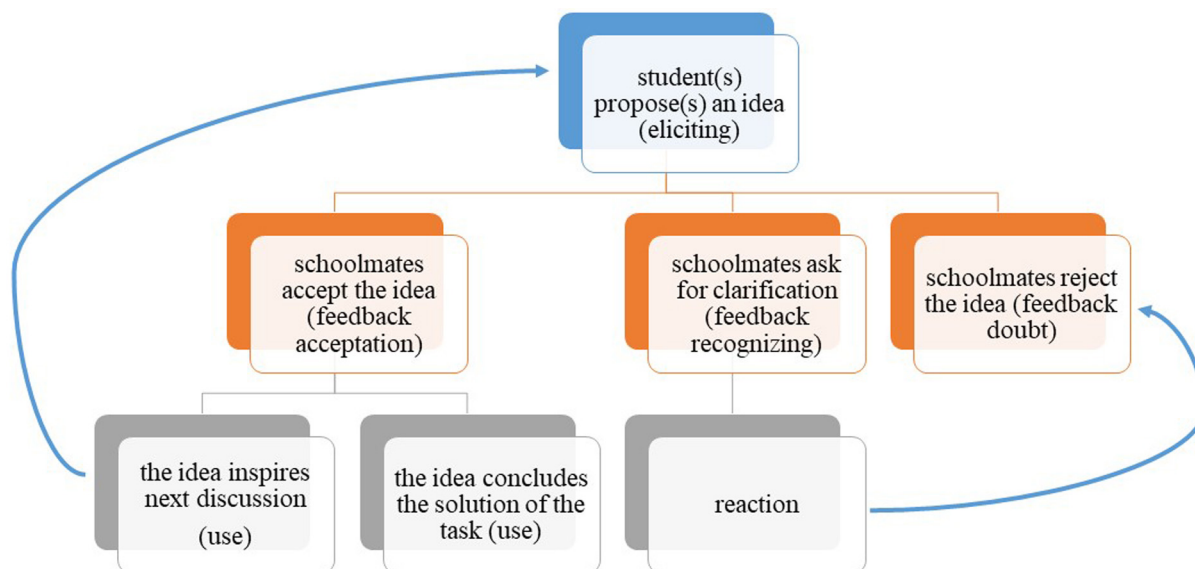 student(s)
propose(s) an idea
(eliciting)
schoolmates
accept the idea
(feedback
acceptation)
schoolmates ask
for clarification
(feedback
recognizing)
schoolmates reject
the idea (feedback
doubt)
the idea inspires
next discussion
(use)
the idea concludes
the solution of the
task (use)
reaction